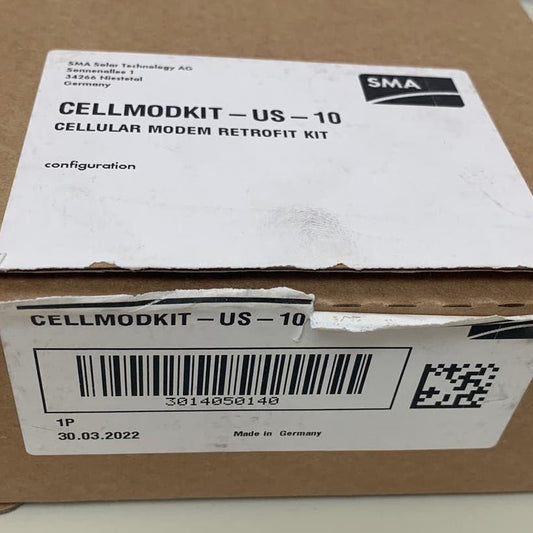 SMA Solar Technology AG
Sonnenallee 1
34266 Niestetal
Germany
SMA
CELLMODKIT-US-10
CELLULAR MODEM RETROFIT KIT
configuration
CELLMODKIT-US-10
3014050140
1P
30.03.2022
Made in Germany